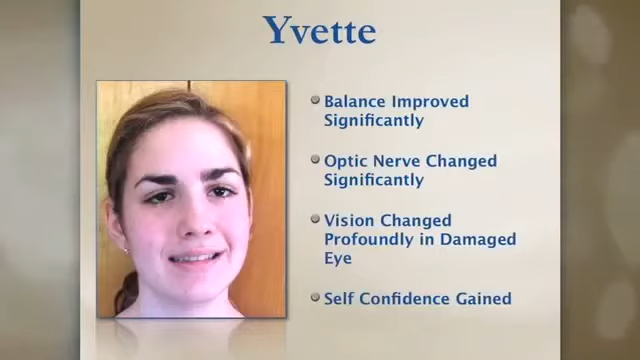 Yvette
Balance Improved
Significantly
Optic Nerve Changed
Significantly
Vision Changed
Profoundly in Damaged
Eye
Self Confidence Gained